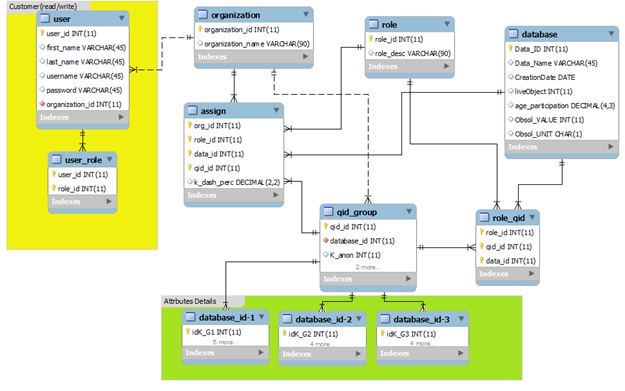 Customer(read/write)
user
user_id INT(11)
first_name VARCHAR(45)
last_name VARCHAR(45)
username VARCHAR(45)
password VARCHAR(45)
organization_id INT(11)
Indexes
user_role
user_id INT(11)
role_id INT(11)
Indexes
organization
organization_id INT(11)
organization_name VARCHAR(90)
Indexes
role
role_id INT(11)
role_desc VARCHAR(90)
Indexes
database
Data_ID INT(11)
Data_Name VARCHAR(45)
CreationDate DATE
liveObject INT(11)
age_participation DECIMAL(4,3)
Obsol_VALUE INT(11)
Obsol_UNIT CHAR(1)
Indexes
assign
org_id INT(11)
role_id INT(11)
data_id INT(11)
qid_id INT(11)
k_dash_perc DECIMAL(2,2)
Indexes
qid_group
qid_id INT(11)
database_id INT(11)
K_anon INT(11)
2 more...
Indexes
role_qid
role_id INT(11)
qid_id INT(11)
data_id INT(11)
Indexes
Attrbutes Details
database_id-1
idK_G1 INT(11)
5 more...
Indexes
database_id-2
idK_G2 INT(11)
4 more...
Indexes
database_id-3
idK_G3 INT(11)
4 more...
Indexes